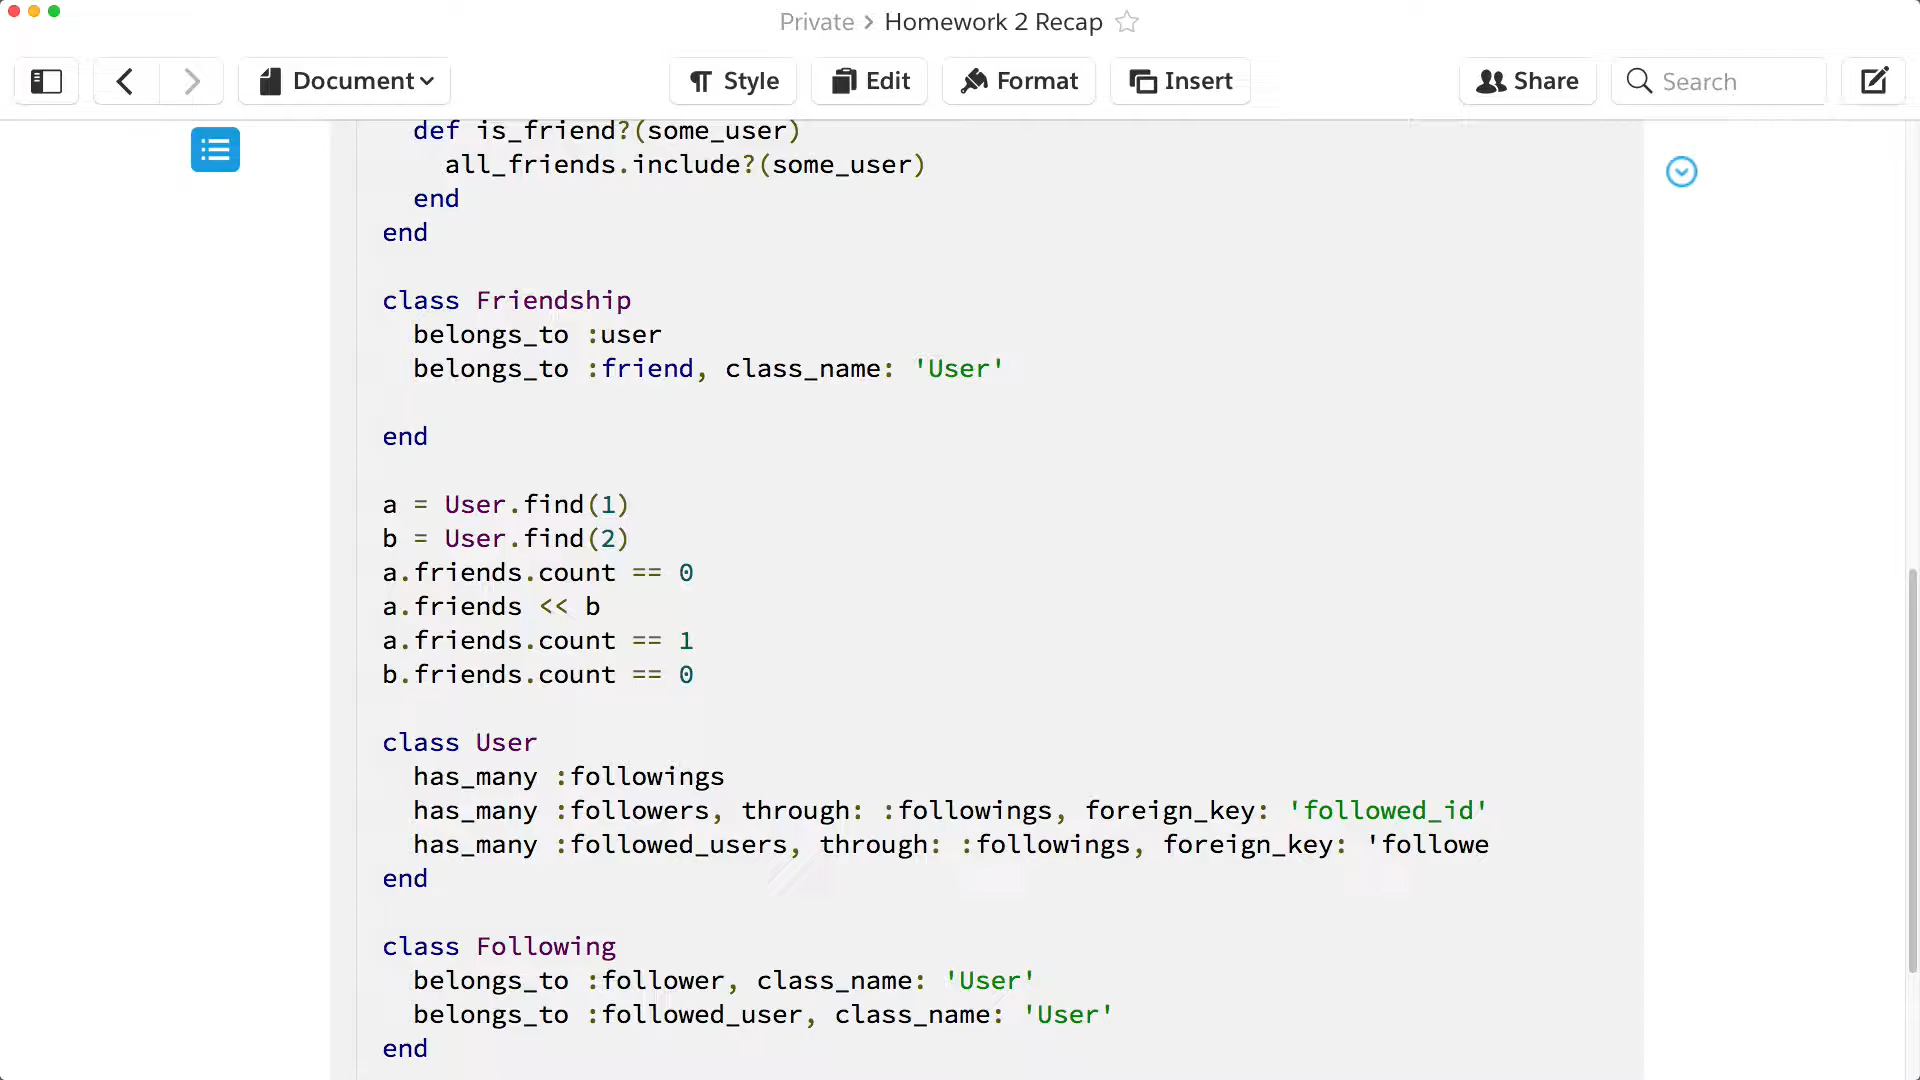 Private > Homework 2 Recap
Document
Style
Edit
Format
Insert
Share
Search
def is_friend?(some_user)
all_friends.include?(some_user)
end
end
class Friendship
belongs_to :user
belongs_to :friend, class_name: 'User'
end
a = User.find(1)
b = User.find(2)
a.friends.count == 0
a.friends << b
a.friends.count == 1
b.friends.count == 0
class User
has_many :followings
has_many :followers, through: :followings, foreign_key: 'followed_id'
has_many :followed_users, through: :followings, foreign_key: 'followe
end
class Following
belongs_to :follower, class_name: 'User'
belongs_to :followed_user, class_name: 'User'
end